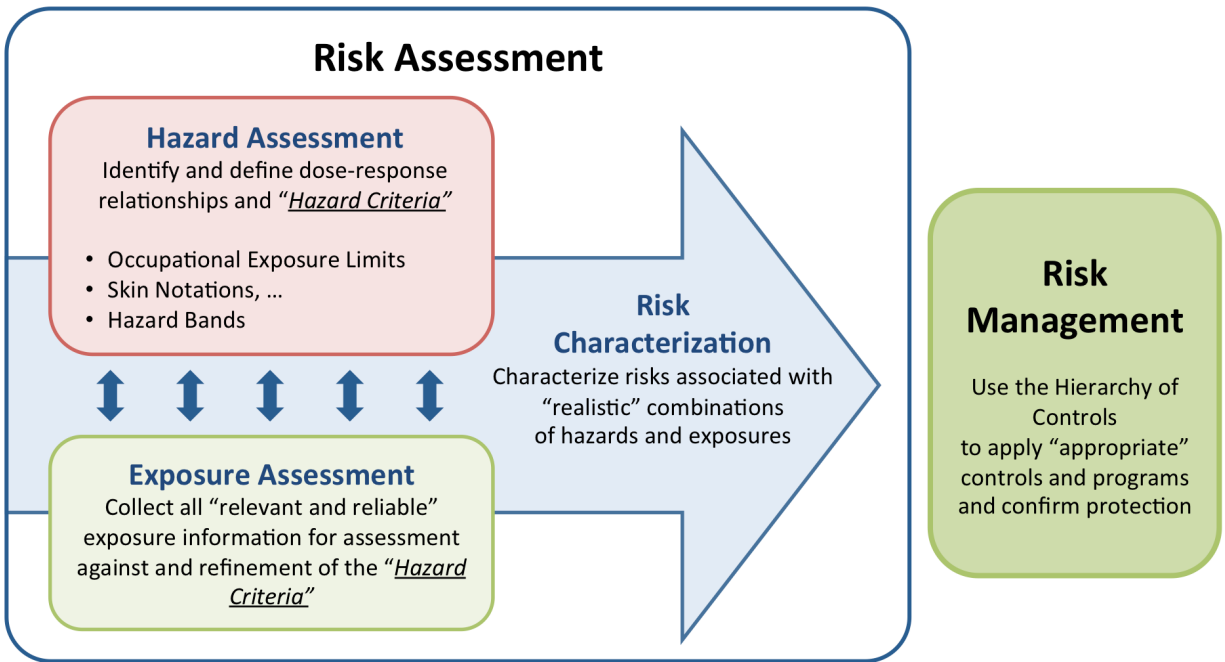 Risk Assessment
Hazard Assessment
Identify and define dose-response
relationships and “Hazard Criteria”
• Occupational Exposure Limits
• Skin Notations, ...
• Hazard Bands
Exposure Assessment
Collect all “relevant and reliable”
exposure information for assessment
against and refinement of the “Hazard
Criteria”
Risk
Characterization
Characterize risks associated with
“realistic” combinations
of hazards and exposures
Risk
Management
Use the Hierarchy of
Controls
to apply “appropriate”
controls and programs
and confirm protection